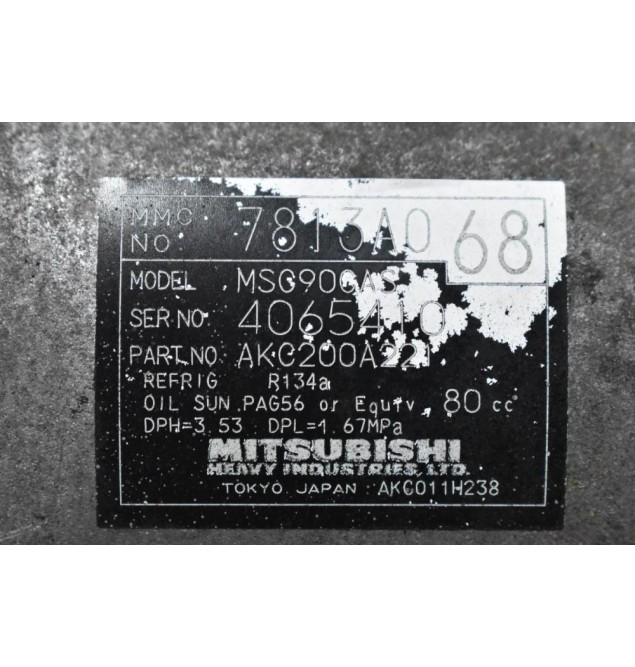 MMC NO. 7813A068
MODEL MSC90CAS
SER.NO. 4065410
PART.NO. AKC200A221
REFRIG R134a
OIL SUN.PAG56 or Equiv. 80 cc
DPH=3.53 DPL=1.67MPa
MITSUBISHI
HEAVY INDUSTRIES, LTD.
TOKYO JAPAN AKC011H238